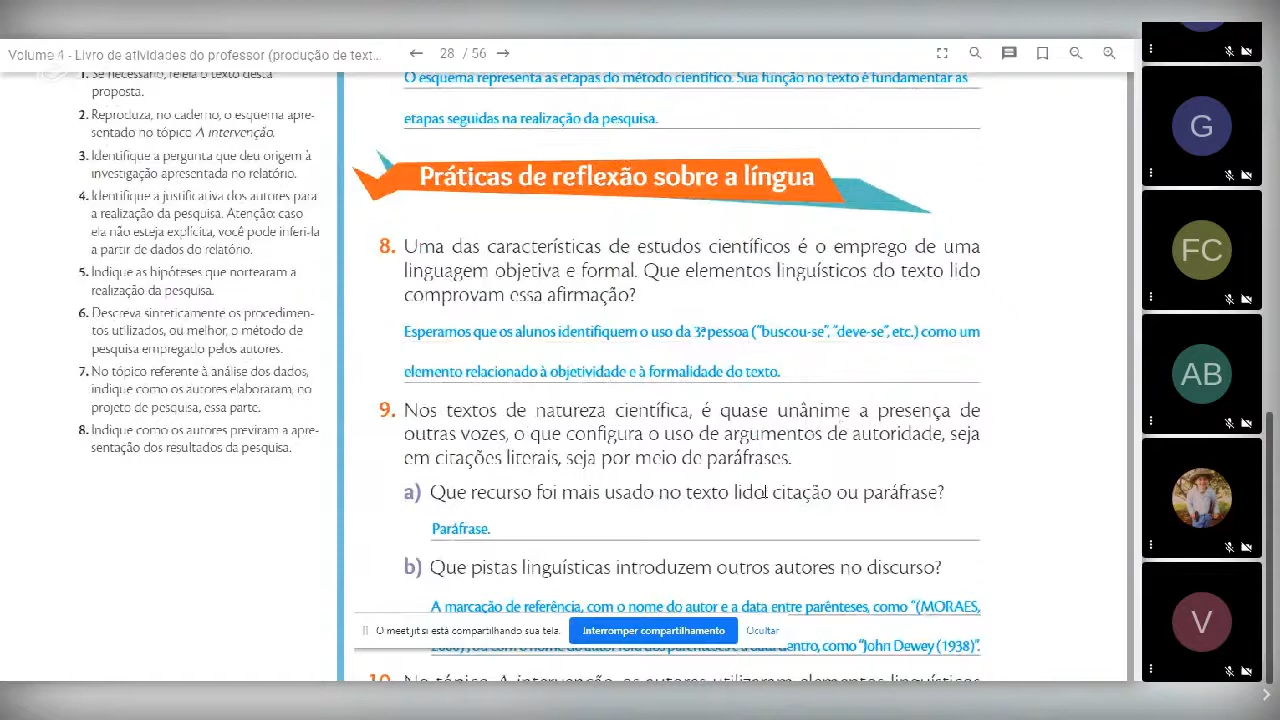 Volume 4 - Livro de atividades do professor (produção de text...
28 / 56
1. Se necessário, releia o texto desta
proposta.
2. Reproduza, no caderno, o esquema apre-
sentado no tópico A intervenção.
3. Identifique a pergunta que deu origem à
investigação apresentada no relatório.
4. Identifique a justificativa dos autores para
a realização da pesquisa. Atenção: caso
ela não esteja explícita, você pode inferi-la
a partir de dados do relatório.
5. Indique as hipóteses que nortearam a
realização da pesquisa.
6. Descreva sinteticamente os procedimen-
tos utilizados, ou melhor, o método de
pesquisa empregado pelos autores.
7. No tópico referente à análise dos dados,
indique como os autores elaboraram, no
projeto de pesquisa, essa parte.
8. Indique como os autores previram a apre-
sentação dos resultados da pesquisa.
O esquema representa as etapas do método científico. Sua função no texto é fundamentar as
etapas seguidas na realização da pesquisa.
Práticas de reflexão sobre a língua
8. Uma das características de estudos científicos é o emprego de uma
linguagem objetiva e formal. Que elementos linguísticos do texto lido
comprovam essa afirmação?
Esperamos que os alunos identifiquem o uso da 3ª pessoa ("buscou-se", "deve-se", etc.) como um
elemento relacionado à objetividade e à formalidade do texto.
9. Nos textos de natureza científica, é quase unânime a presença de
outras vozes, o que configura o uso de argumentos de autoridade, seja
em citações literais, seja por meio de paráfrases.
a) Que recurso foi mais usado no texto lido: citação ou paráfrase?
Paráfrase.
b) Que pistas linguísticas introduzem outros autores no discurso?
A marcação de referência, com o nome do autor e a data entre parênteses, como "(MORAES,
dentro, como "John Dewey (1938)".
O meet.jit.si está compartilhando sua tela.
Interromper compartilhamento
Ocultar
10. No tópico A intervenção, os autores utilizaram elementos linguísticos
G
FC
AB
V